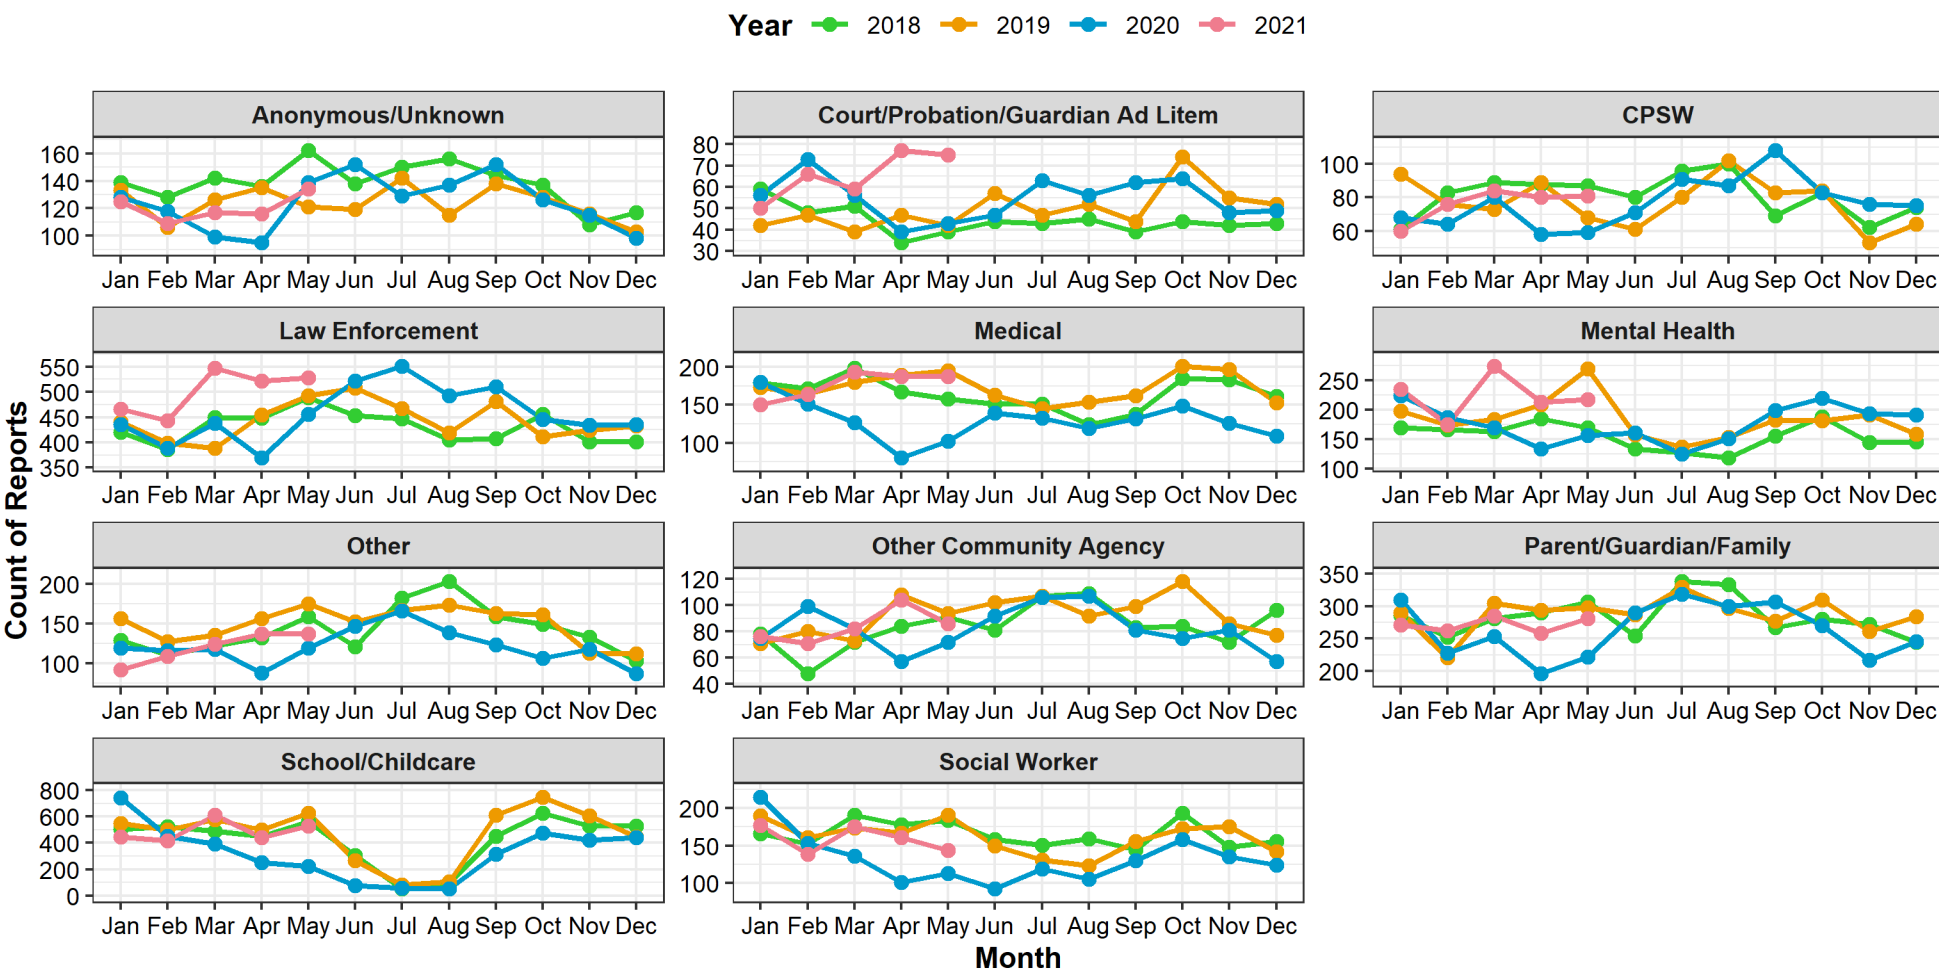 Year 2018 2019 2020 2021
Count of Reports
Anonymous/Unknown
160
140
120
100
Jan Feb Mar Apr May Jun Jul Aug Sep Oct Nov Dec
Court/Probation/Guardian Ad Litem
80
70
60
50
40
30
Jan Feb Mar Apr May Jun Jul Aug Sep Oct Nov Dec
CPSW
100
80
60
Jan Feb Mar Apr May Jun Jul Aug Sep Oct Nov Dec
Law Enforcement
550
500
450
400
350
Jan Feb Mar Apr May Jun Jul Aug Sep Oct Nov Dec
Medical
200
150
100
Jan Feb Mar Apr May Jun Jul Aug Sep Oct Nov Dec
Mental Health
250
200
150
100
Jan Feb Mar Apr May Jun Jul Aug Sep Oct Nov Dec
Other
200
150
100
Jan Feb Mar Apr May Jun Jul Aug Sep Oct Nov Dec
Other Community Agency
120
100
80
60
40
Jan Feb Mar Apr May Jun Jul Aug Sep Oct Nov Dec
Parent/Guardian/Family
350
300
250
200
Jan Feb Mar Apr May Jun Jul Aug Sep Oct Nov Dec
School/Childcare
800
600
400
200
0
Jan Feb Mar Apr May Jun Jul Aug Sep Oct Nov Dec
Social Worker
200
150
100
Jan Feb Mar Apr May Jun Jul Aug Sep Oct Nov Dec
Month